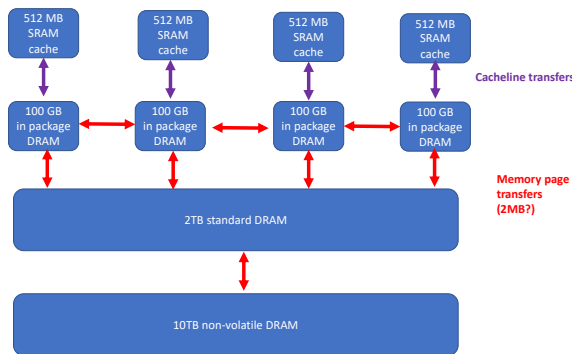 512 MB
SRAM
cache
512 MB
SRAM
cache
512 MB
SRAM
cache
512 MB
SRAM
cache
Cacheline transfers
100 GB
in package
DRAM
100 GB
in package
DRAM
100 GB
in package
DRAM
100 GB
in package
DRAM
Memory page
transfers
(2MB?)
2TB standard DRAM
10TB non-volatile DRAM